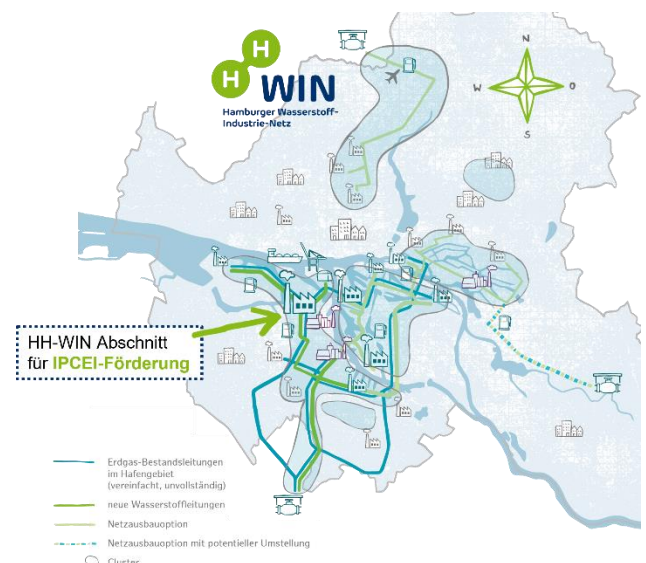 H
H
WIN
Hamburger Wasserstoff-
Industrie-Netz
N
W
O
S
HH-WIN Abschnitt
für IPCEI-Förderung
Erdgas-Bestandsleitungen
im Hafengebiet
(vereinfacht, unvollständig)
neue Wasserstoffleitungen
Netzausbauoption
Netzausbauoption mit potentieller Umstellung
Cluster